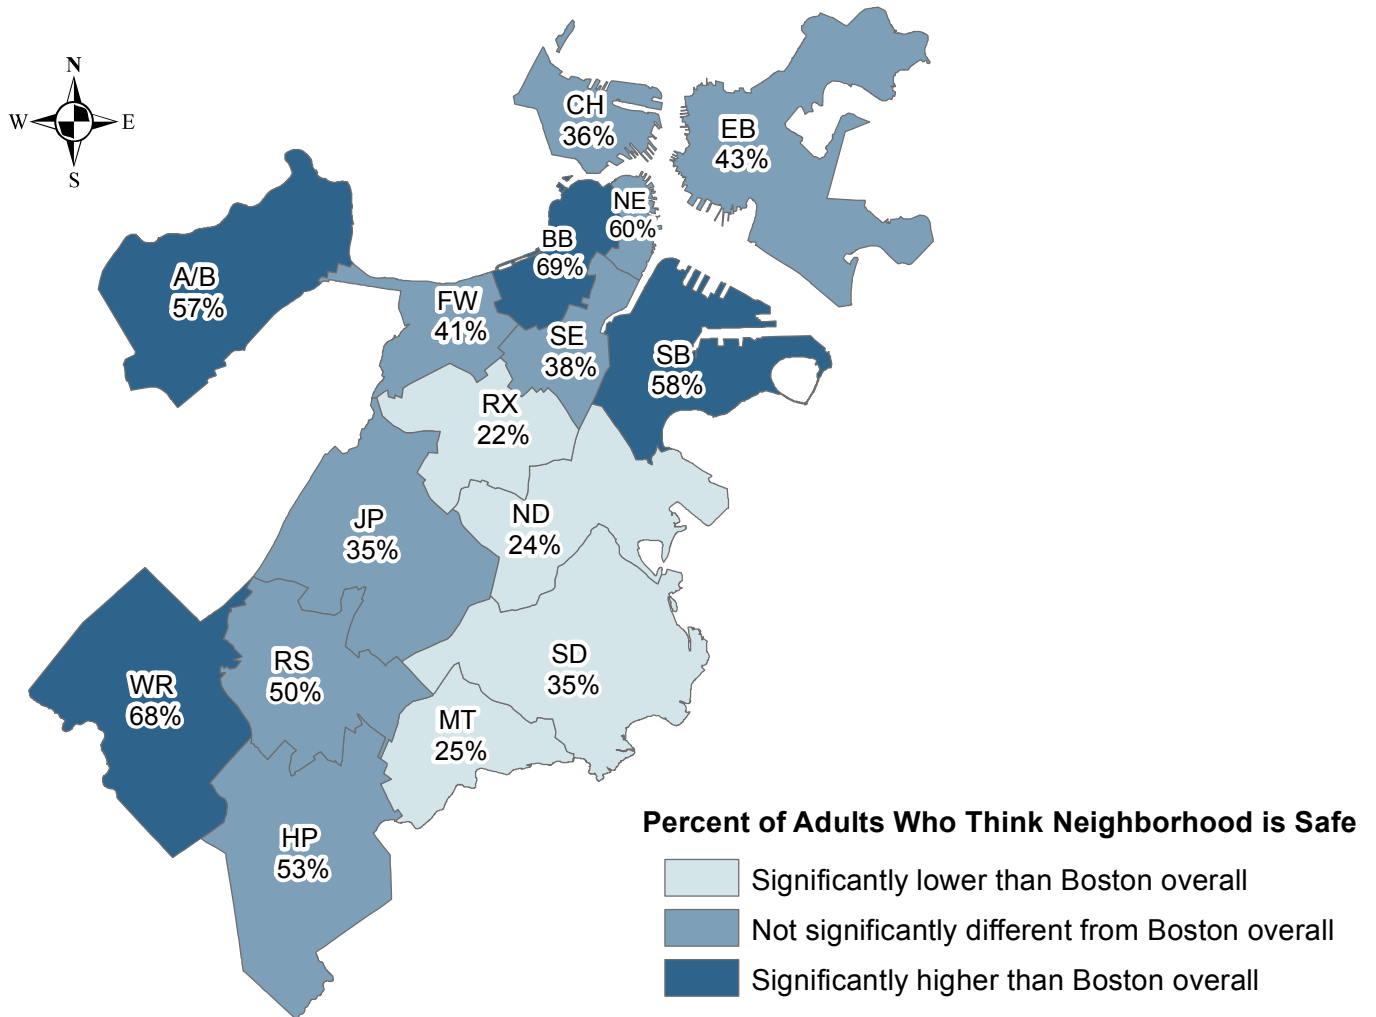 N
W E
S
CH
36%
EB
43%
NE
60%
BB
69%
A/B
57%
FW
41%
SE
38%
SB
58%
RX
22%
ND
24%
JP
35%
RS
50%
SD
35%
WR
68%
MT
25%
HP
53%
Percent of Adults Who Think Neighborhood is Safe
Significantly lower than Boston overall
Not significantly different from Boston overall
Significantly higher than Boston overall